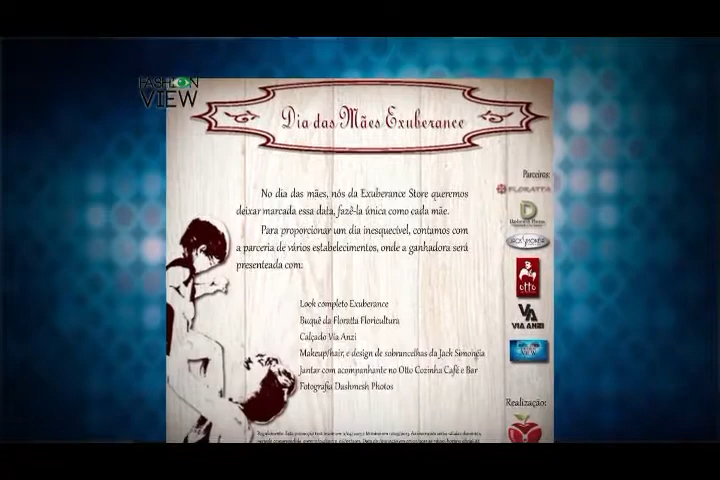 FASHION
VIEW
Dia das Mães Exuberance
No dia das mães, nós da Exuberance Store queremos
deixar marcada essa data, fazê-la única como cada mãe.
Para proporcionar um dia inesquecível, contamos com
a parceria de vários estabelecimentos, onde a ganhadora será
presenteada com:
Look completo Exuberance
Buquê da Floratta Floricultura
Calçado Via Anzi
Makeup/hair, e design de sobrancelhas da Jack Simonéia
Jantar com acompanhante no Otto Cozinha Café e Bar
Fotografia Dashmesh Photos
Parceiros:
FLORATTA
OTTO
VIA ANZI
Realização: